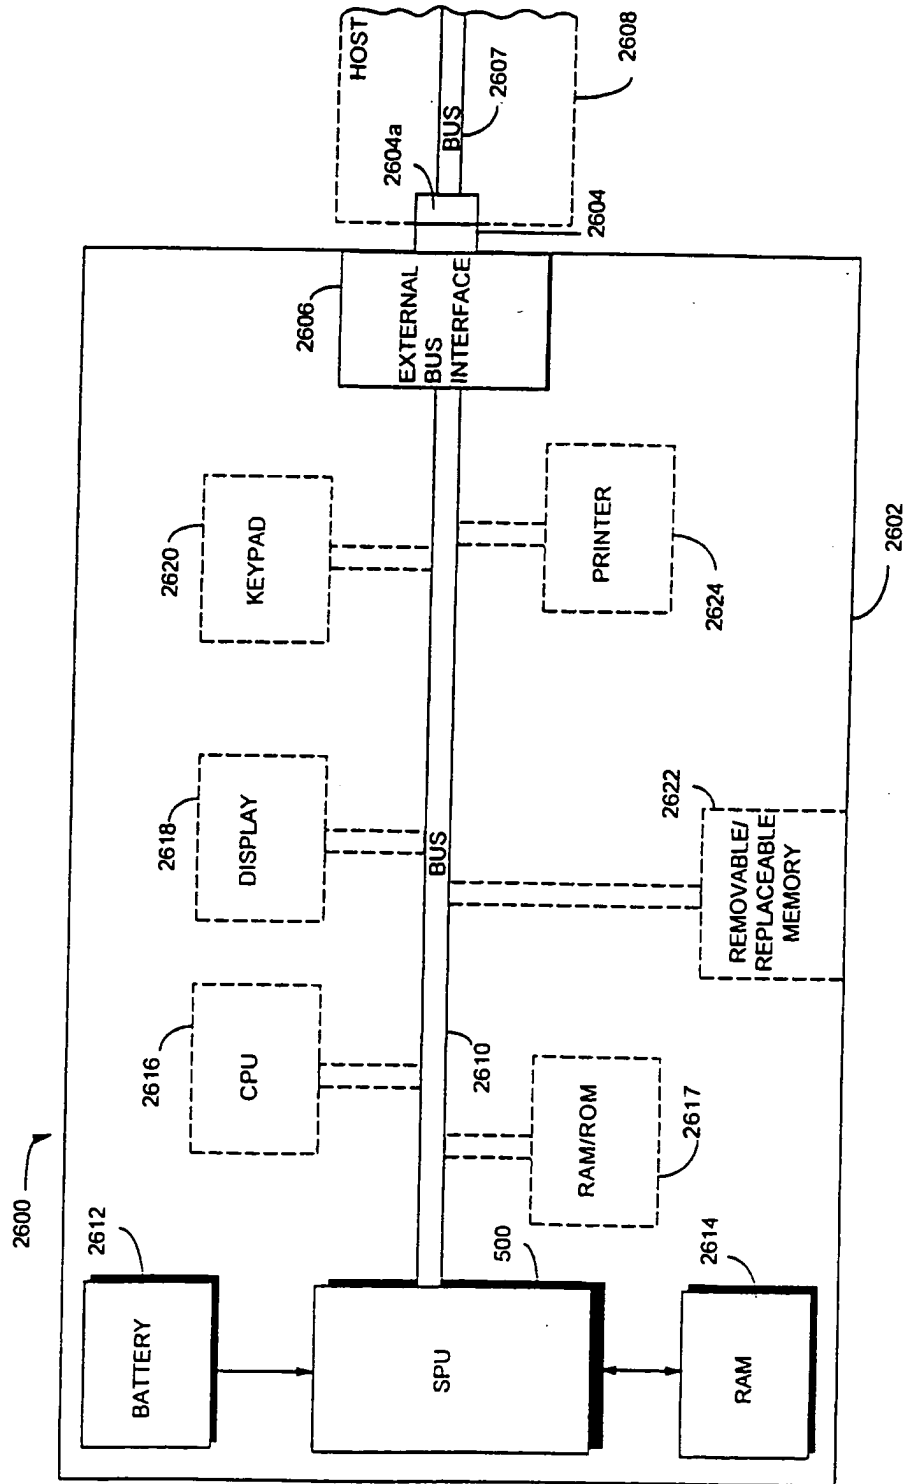 2600
2612
BATTERY
SPU
500
RAM
2614
2616
CPU
2618
DISPLAY
2620
KEYPAD
BUS
2610
RAM/ROM
2617
2622
REMOVABLE/
REPLACEABLE
MEMORY
PRINTER
2624
2606
EXTERNAL
BUS
INTERFACE
2602
HOST
2604a
BUS
2607
2604
2608